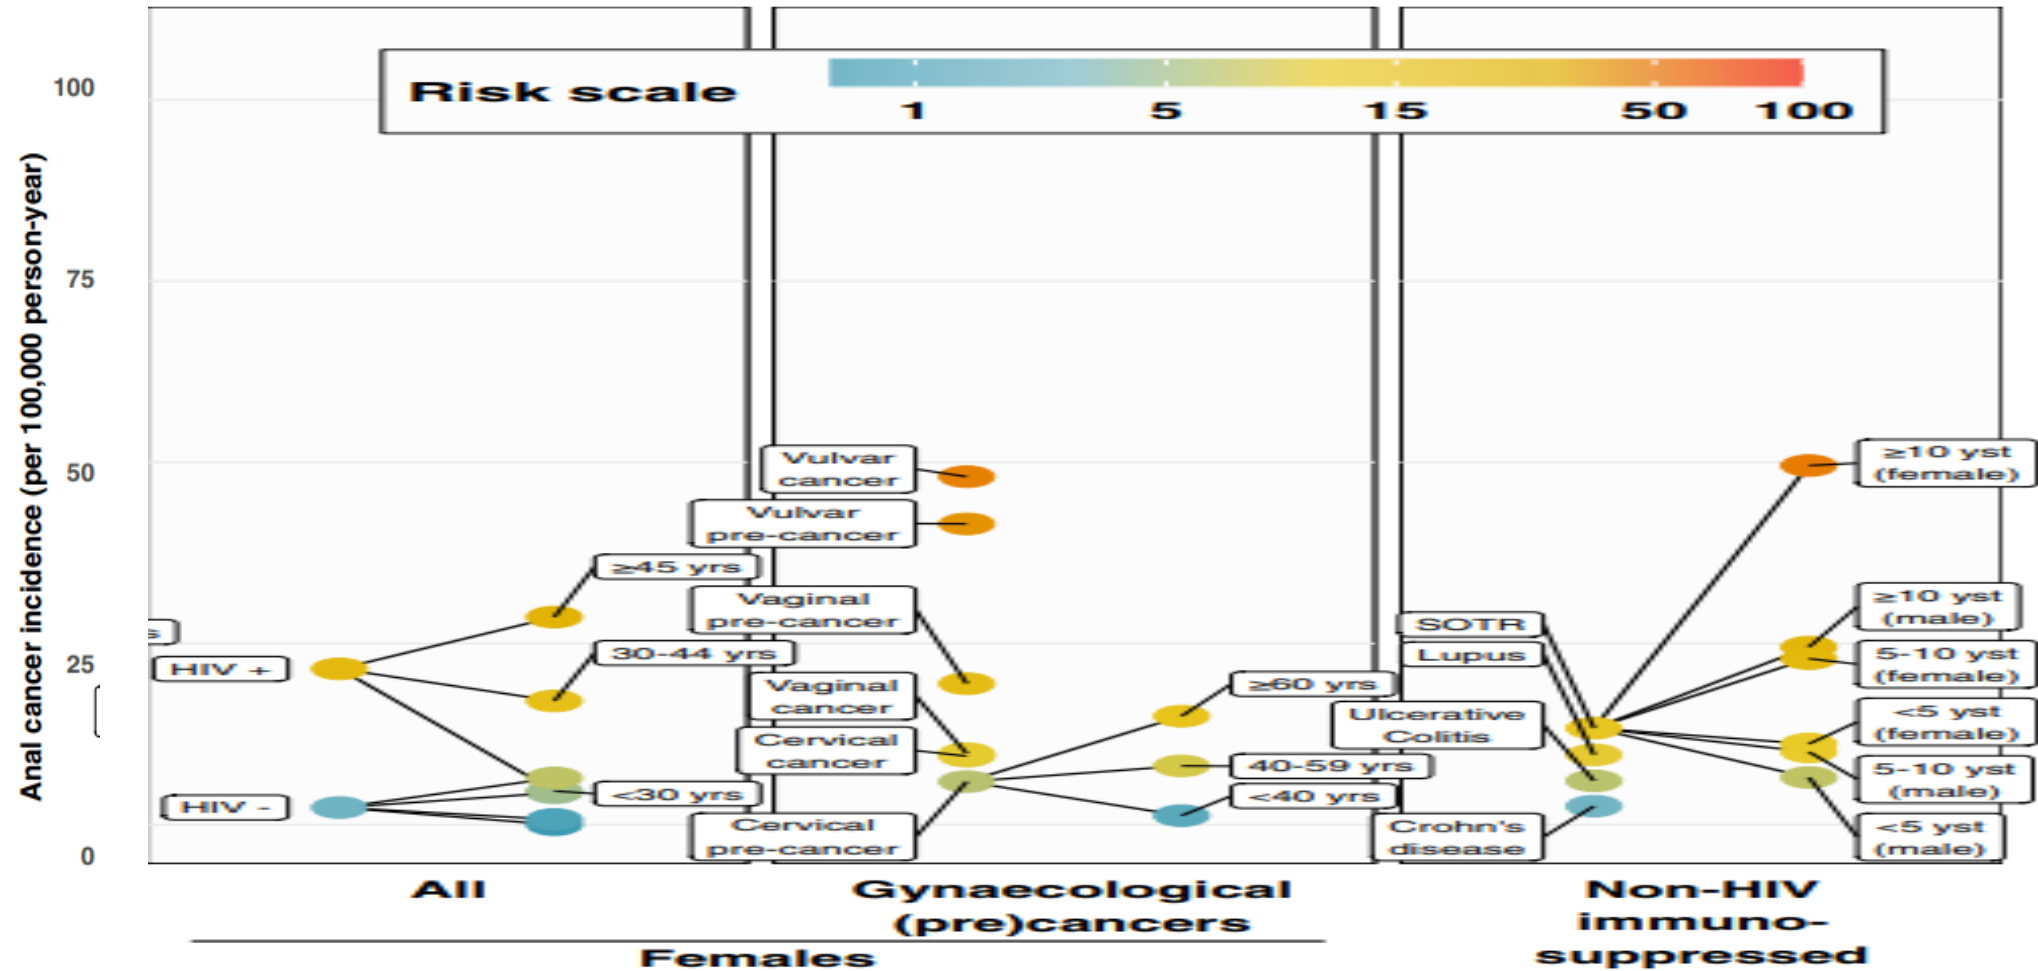 Anal cancer incidence (per 100,000 person-year)
100
75
50
25
0
Risk scale
1
5
15
50
100
s
HIV +
HIV -
≥45 yrs
30-44 yrs
<30 yrs
Vulvar
cancer
Vulvar
pre-cancer
Vaginal
pre-cancer
Vaginal
cancer
Cervical
cancer
Cervical
pre-cancer
≥60 yrs
40-59 yrs
<40 yrs
SOTR
Lupus
Ulcerative
Colitis
Crohn's
disease
≥10 yst
(female)
≥10 yst
(male)
5-10 yst
(female)
<5 yst
(female)
5-10 yst
(male)
<5 yst
(male)
All
Gynaecological
(pre)cancers
Females
Non-HIV
immuno-
suppressed